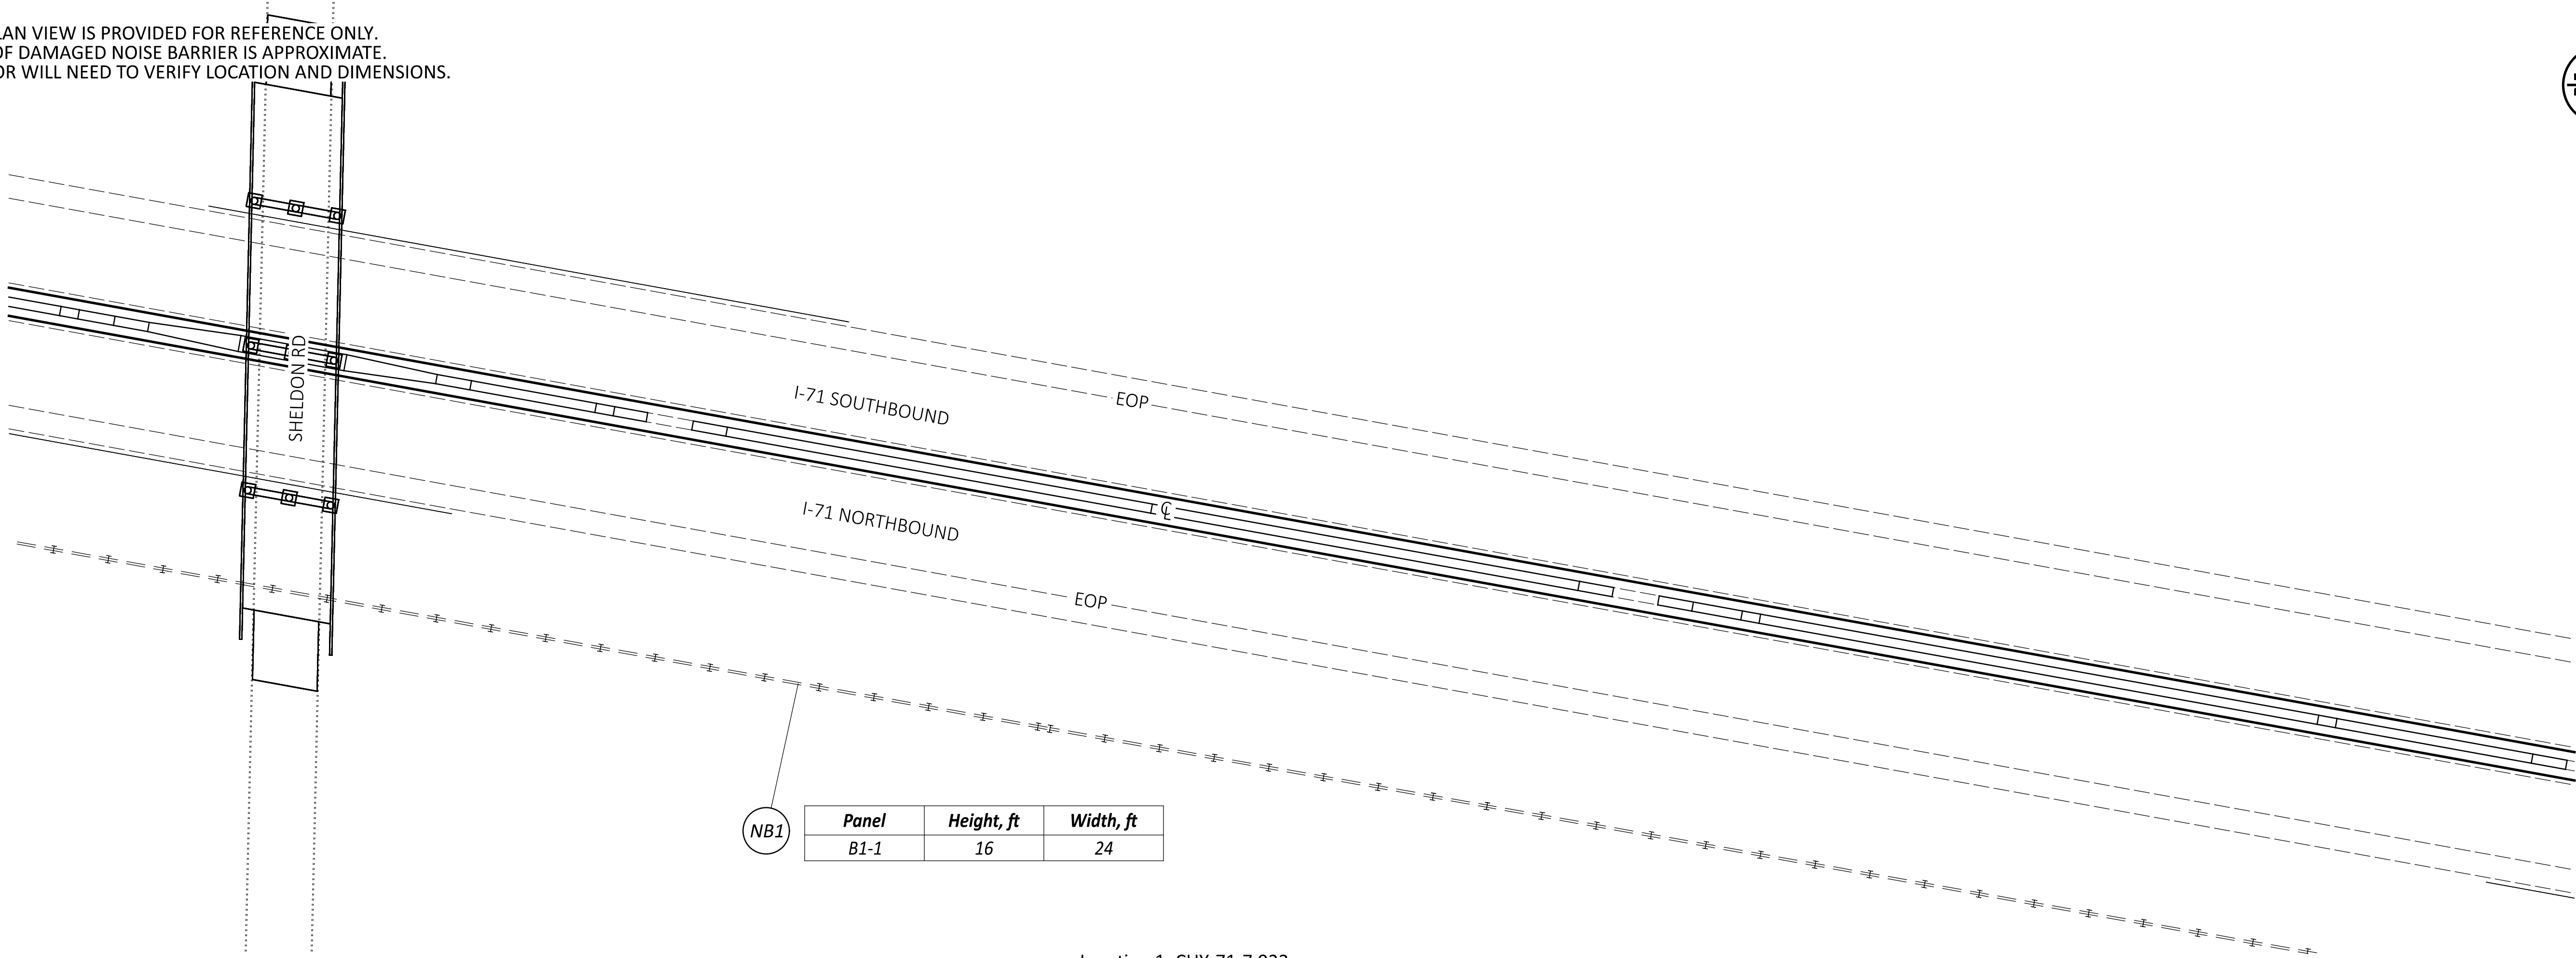 LAN VIEW IS PROVIDED FOR REFERENCE ONLY.
OF DAMAGED NOISE BARRIER IS APPROXIMATE.
OR WILL NEED TO VERIFY LOCATION AND DIMENSIONS.
SHELDON RD
I-71 SOUTHBOUND
EOP
℄
I-71 NORTHBOUND
EOP
NB1
Panel Height, ft Width, ft
B1-1 16 24